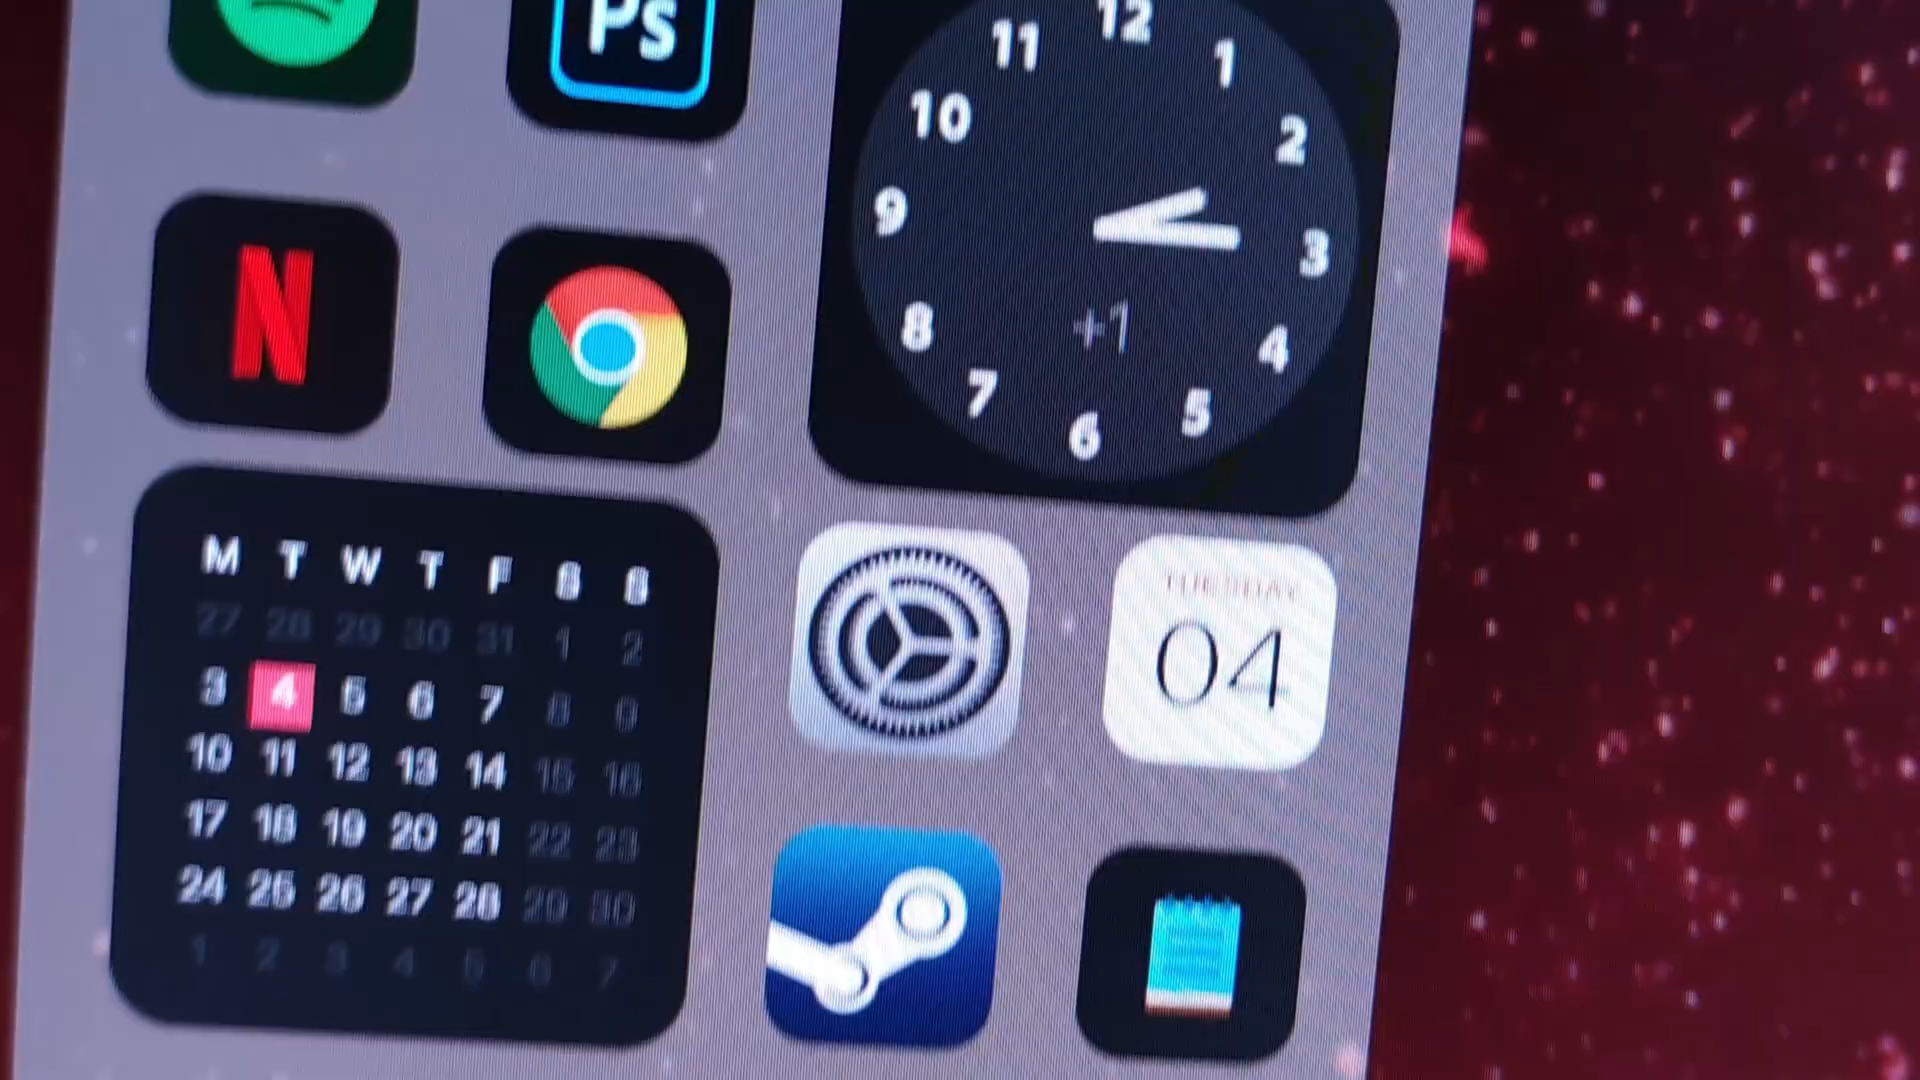 Ps
12
11 1
10 2
9 3
8 4
7 5
6
+1
N
M T W T F S S
27 28 29 30 31 1 2
3 4 5 6 7 8 9
10 11 12 13 14 15 16
17 18 19 20 21 22 23
24 25 26 27 28 29 30
1 2 3 4 5 6 7
TUESDAY
04